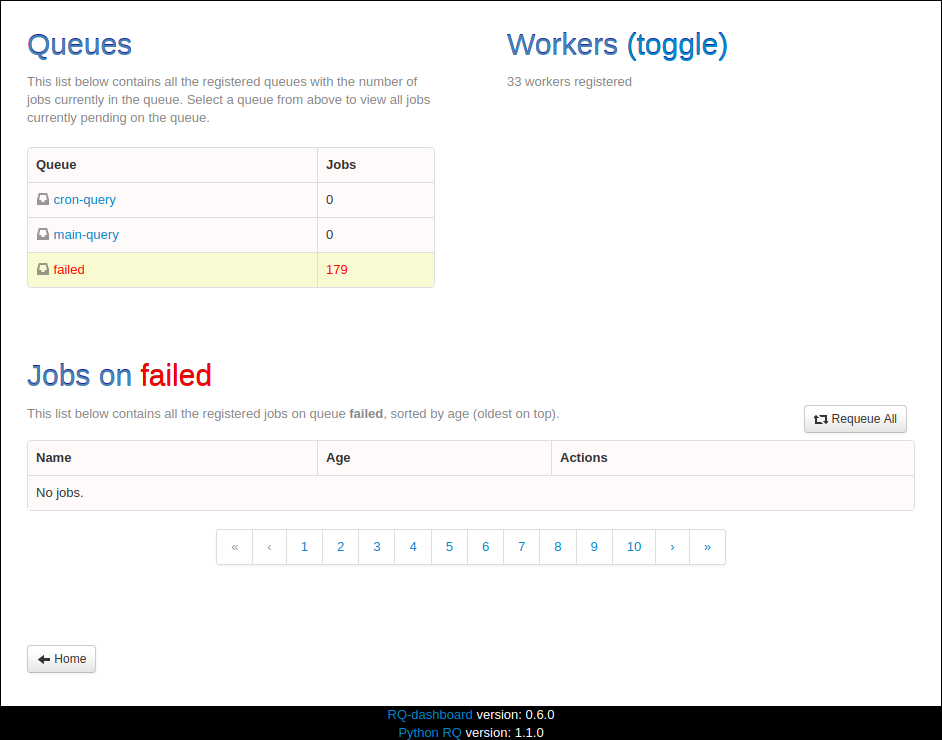 Queues
This list below contains all the registered queues with the number of
jobs currently in the queue. Select a queue from above to view all jobs
currently pending on the queue.
Workers (toggle)
33 workers registered
Queue Jobs
cron-query 0
main-query 0
failed 179
Jobs on failed
This list below contains all the registered jobs on queue failed, sorted by age (oldest on top).
Requeue All
Name Age Actions
No jobs.
« ‹ 1 2 3 4 5 6 7 8 9 10 › »
Home
RQ-dashboard version: 0.6.0
Python RQ version: 1.1.0